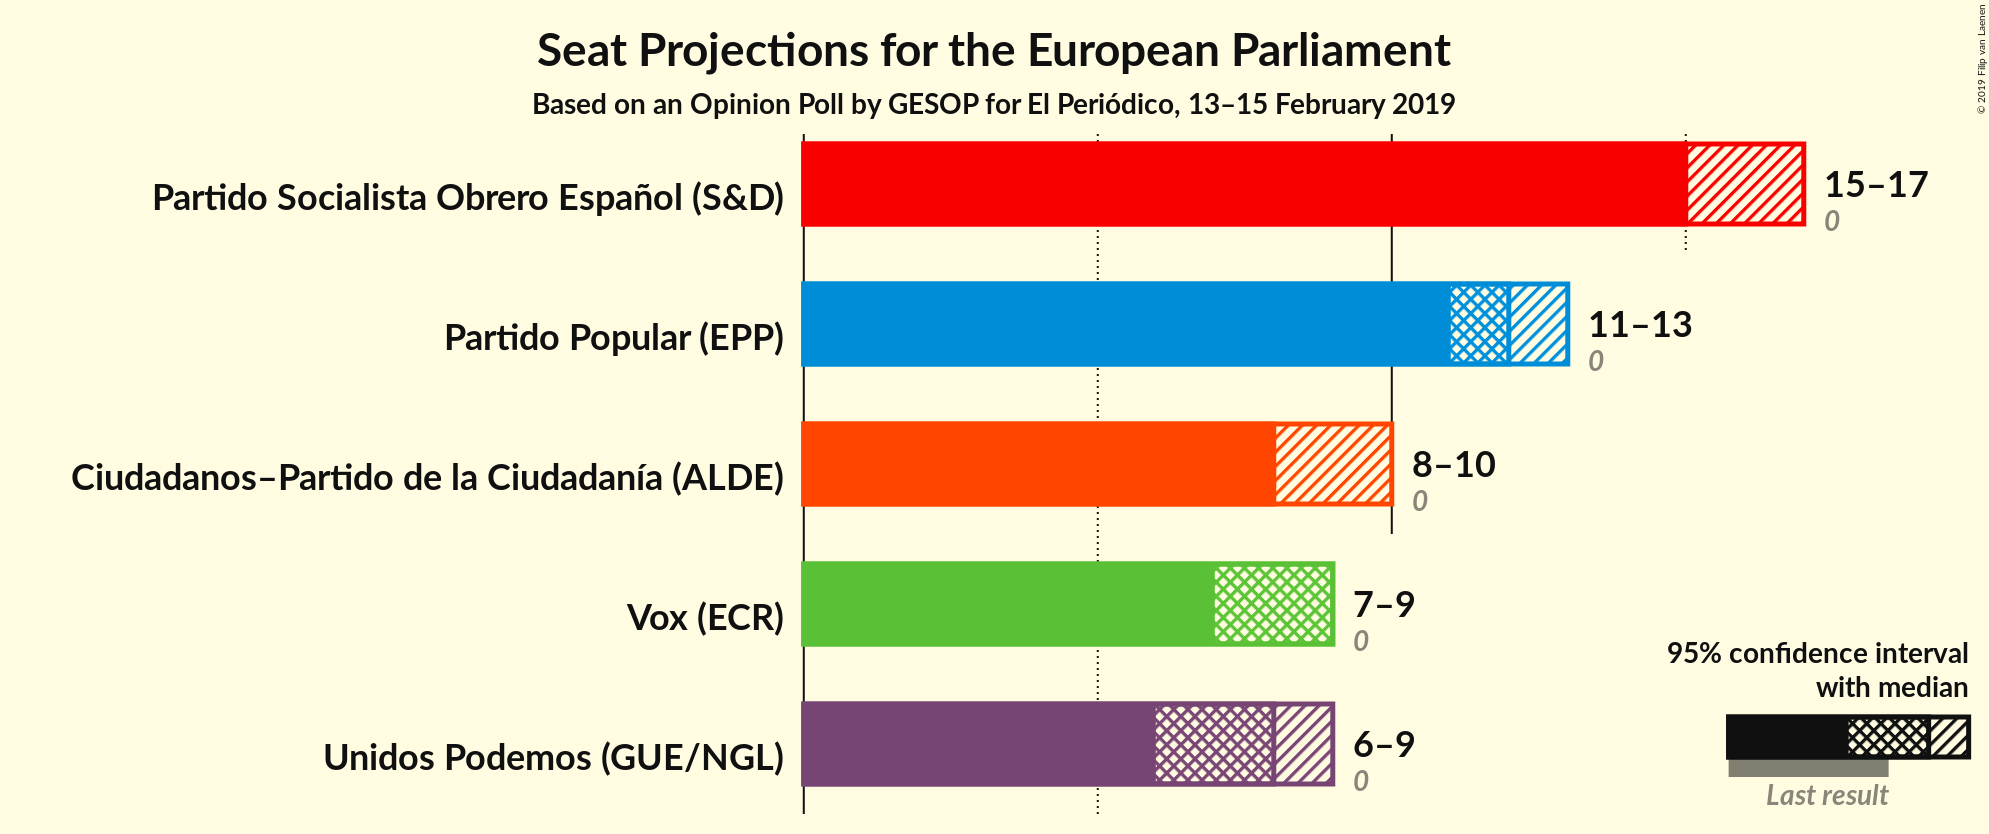 Seat Projections for the European Parliament
Based on an Opinion Poll by GESOP for El Periódico, 13–15 February 2019
© 2019 Filip van Laenen
Partido Socialista Obrero Español (S&D)
15–17
0
Partido Popular (EPP)
11–13
0
Ciudadanos–Partido de la Ciudadanía (ALDE)
8–10
0
Vox (ECR)
7–9
0
Unidos Podemos (GUE/NGL)
6–9
0
95% confidence interval
with median
Last result